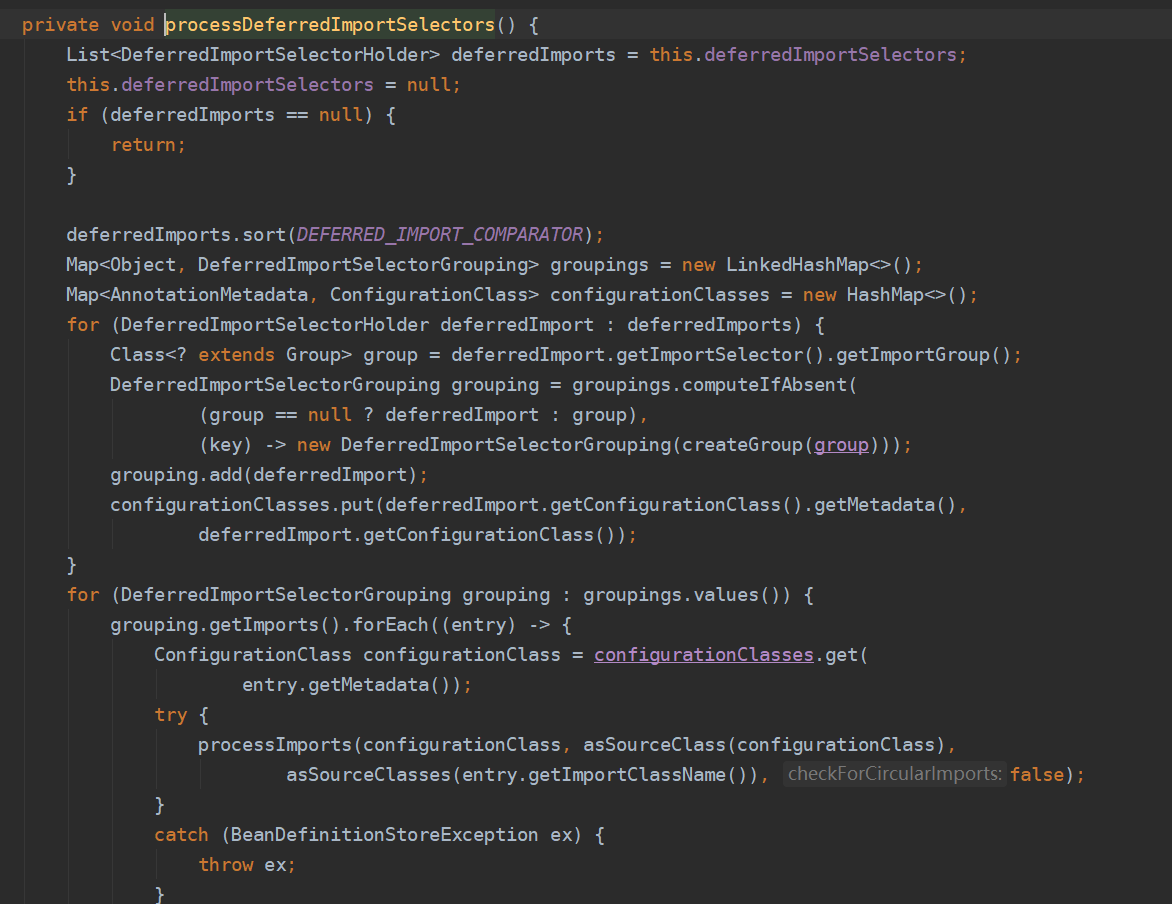 private void processDeferredImportSelectors() {
    List<DeferredImportSelectorHolder> deferredImports = this.deferredImportSelectors;
    this.deferredImportSelectors = null;
    if (deferredImports == null) {
        return;
    }

    deferredImports.sort(DEFERRED_IMPORT_COMPARATOR);
    Map<Object, DeferredImportSelectorGrouping> groupings = new LinkedHashMap<>();
    Map<AnnotationMetadata, ConfigurationClass> configurationClasses = new HashMap<>();
    for (DeferredImportSelectorHolder deferredImport : deferredImports) {
        Class<? extends Group> group = deferredImport.getImportSelector().getImportGroup();
        DeferredImportSelectorGrouping grouping = groupings.computeIfAbsent(
                (group == null ? deferredImport : group),
                (key) -> new DeferredImportSelectorGrouping(createGroup(group)));
        grouping.add(deferredImport);
        configurationClasses.put(deferredImport.getConfigurationClass().getMetadata(),
                deferredImport.getConfigurationClass());
    }
    for (DeferredImportSelectorGrouping grouping : groupings.values()) {
        grouping.getImports().forEach((entry) -> {
            ConfigurationClass configurationClass = configurationClasses.get(
                    entry.getMetadata());
            try {
                processImports(configurationClass, asSourceClass(configurationClass),
                        asSourceClasses(entry.getImportClassName()), checkForCircularImports: false);
            }
            catch (BeanDefinitionStoreException ex) {
                throw ex;
            }